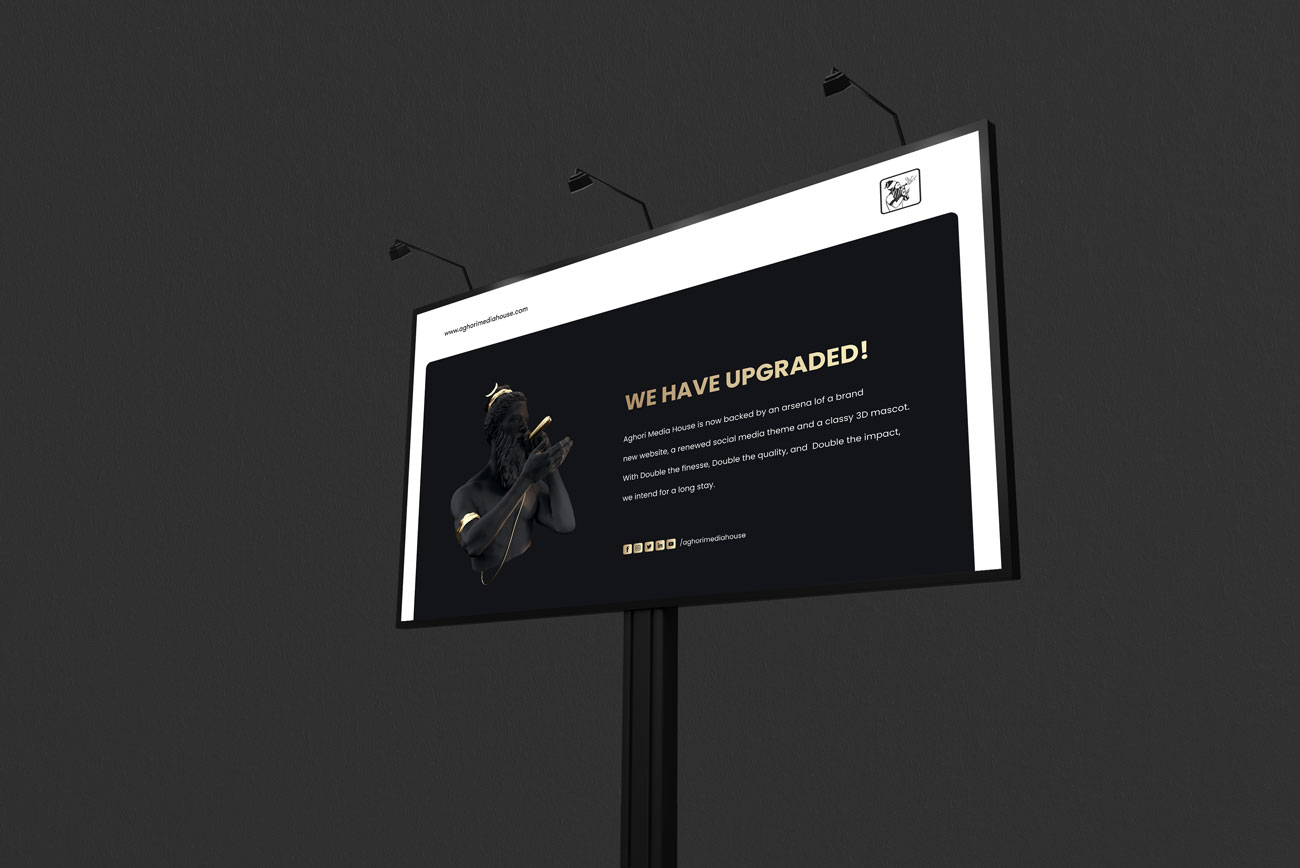 www.aghorimediahouse.com
WE HAVE UPGRADED!
Aghori Media House is now backed by an arsena lof a brand
new website, a renewed social media theme and a classy 3D mascot.
With Double the finesse, Double the quality, and  Double the impact,
we intend for a long stay.
/aghorimediahouse